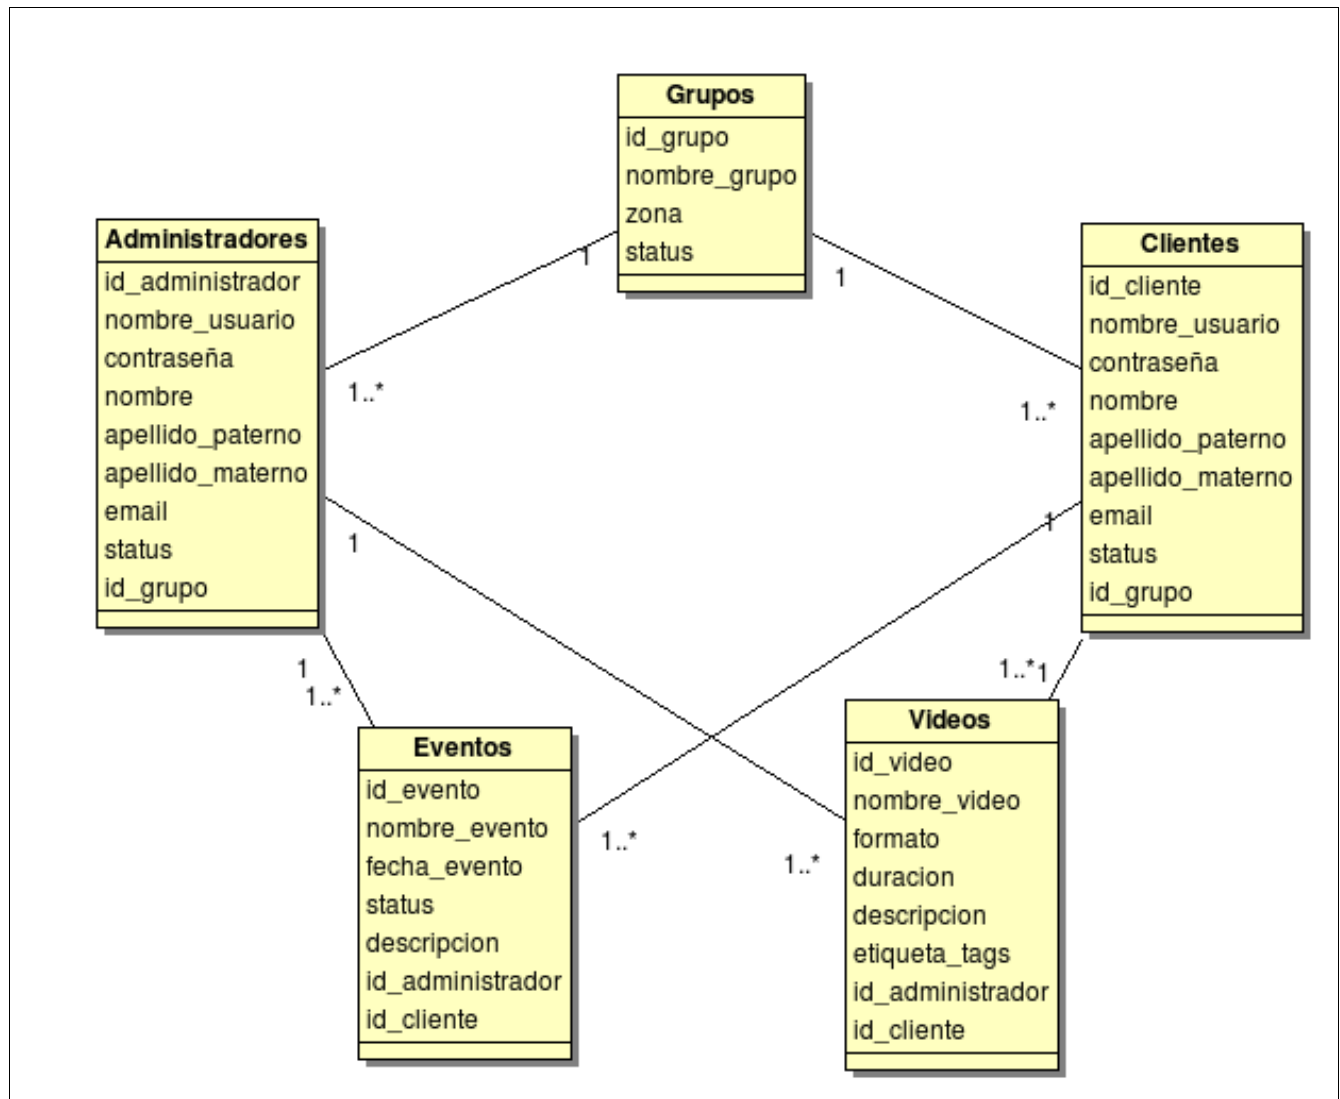 Grupos
id_grupo
nombre_grupo
zona
status
1
1
Administradores
id_administrador
nombre_usuario
contraseña
nombre
apellido_paterno
apellido_materno
email
status
id_grupo
1..*
1
1
1..*
Clientes
id_cliente
nombre_usuario
contraseña
nombre
apellido_paterno
apellido_materno
email
status
id_grupo
1..*
1
1..*
1
Eventos
id_evento
nombre_evento
fecha_evento
status
descripcion
id_administrador
id_cliente
1..*
1..*
Videos
id_video
nombre_video
formato
duracion
descripcion
etiqueta_tags
id_administrador
id_cliente